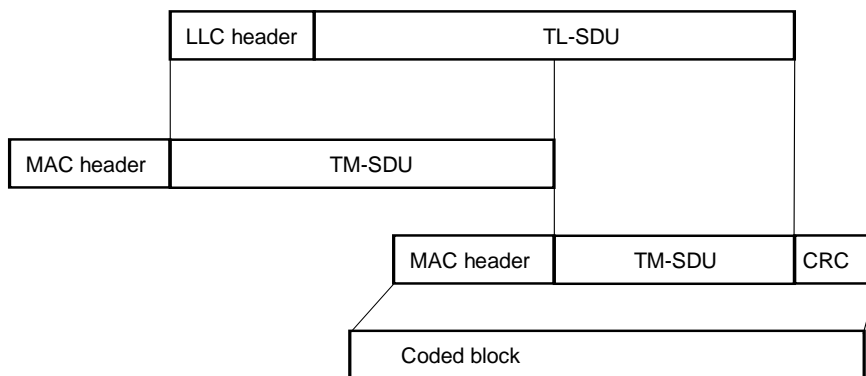 LLC header TL-SDU
MAC header TM-SDU
MAC header TM-SDU CRC
Coded block